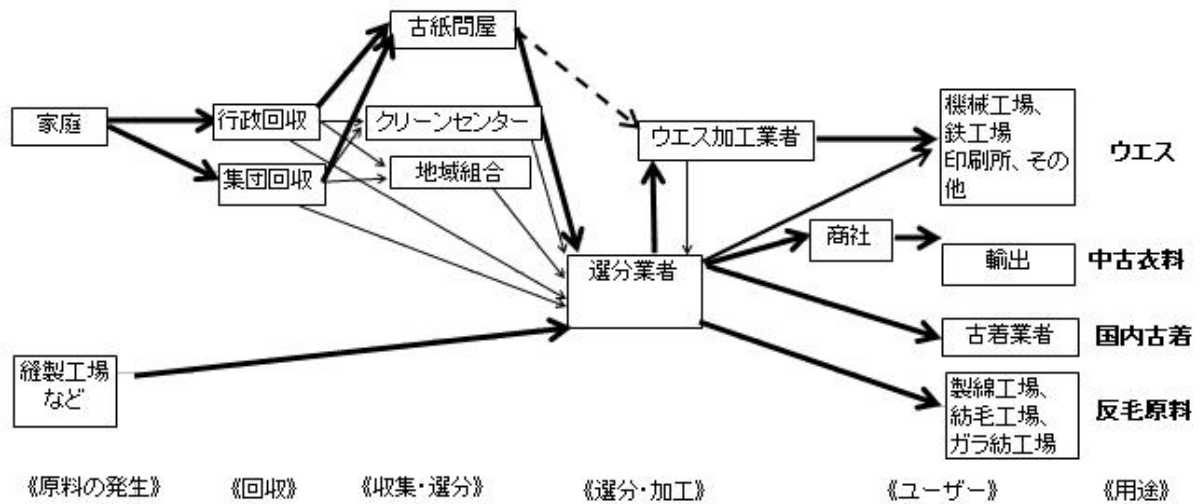 古紙問屋
家庭
行政回収
クリーンセンター
集団回収
地域組合
ウエス加工業者
機械工場、
鉄工場
印刷所、その
他
ウエス
商社
選分業者
輸出
中古衣料
古着業者
国内古着
縫製工場
など
製綿工場、
紡毛工場、
ガラ紡工場
反毛原料
《原料の発生》
《回収》
《収集・選分》
《選分・加工》
《ユーザー》
《用途》